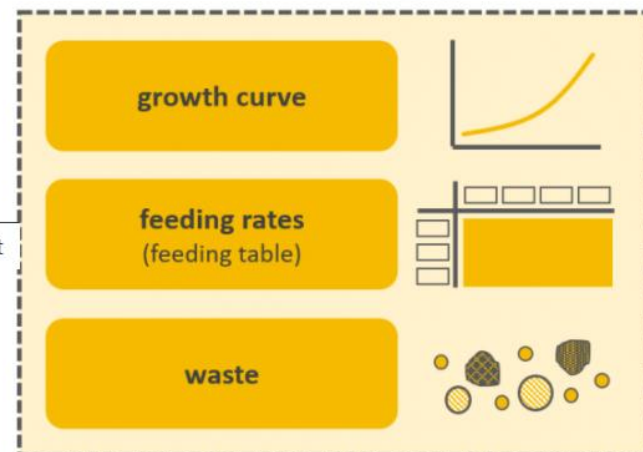 growth curve
feeding rates
(feeding table)
t
waste